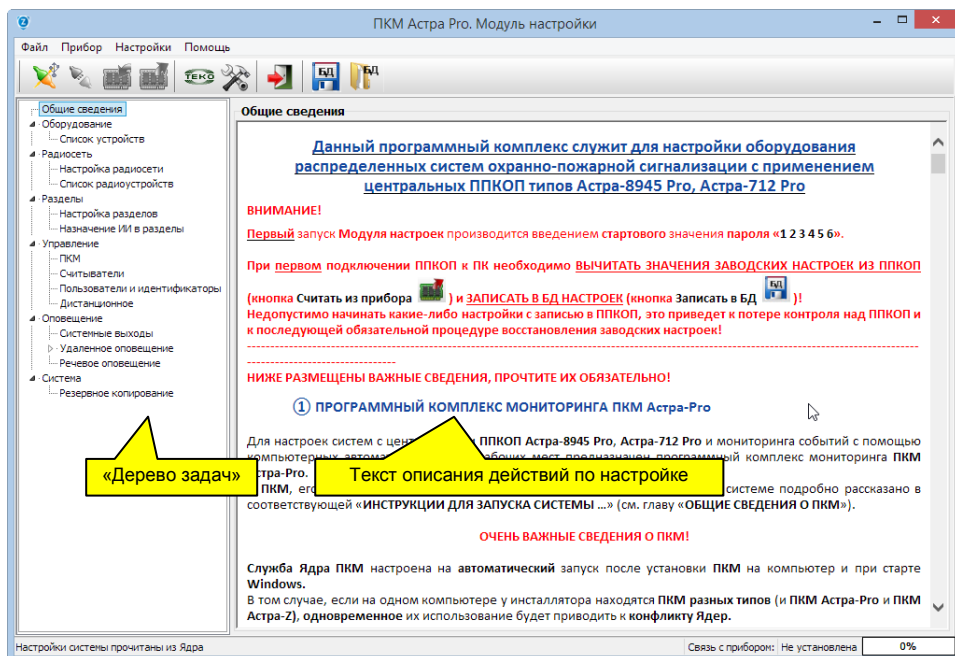 ПКМ Астра Pro. Модуль настройки
Файл Прибор Настройки Помощь
ТЕКО БД БД
Общие сведения
Оборудование
Список устройств
Радиосеть
Настройка радиосети
Список радиоустройств
Разделы
Настройка разделов
Назначение ИИ в разделы
Управление
ПКМ
Считыватели
Пользователи и идентификаторы
Дистанционное
Оповещение
Системные выходы
Удаленное оповещение
Речевое оповещение
Система
Резервное копирование
«Дерево задач»
Общие сведения
Данный программный комплекс служит для настройки оборудования
распределенных систем охранно-пожарной сигнализации с применением
центральных ППКОП типов Астра-8945 Pro, Астра-712 Pro
ВНИМАНИЕ!
Первый запуск Модуля настроек производится введением стартового значения пароля «1 2 3 4 5 6».
При первом подключении ППКОП к ПК необходимо ВЫЧИТАТЬ ЗНАЧЕНИЯ ЗАВОДСКИХ НАСТРОЕК ИЗ ППКОП
(кнопка Считать из прибора ) и ЗАПИСАТЬ В БД НАСТРОЕК (кнопка Записать в БД БД )!
Недопустимо начинать какие-либо настройки с записью в ППКОП, это приведет к потере контроля над ППКОП и
к последующей обязательной процедуре восстановления заводских настроек!
НИЖЕ РАЗМЕЩЕНЫ ВАЖНЫЕ СВЕДЕНИЯ, ПРОЧТИТЕ ИХ ОБЯЗАТЕЛЬНО!
① ПРОГРАММНЫЙ КОМПЛЕКС МОНИТОРИНГА ПКМ Астра-Pro
Для настроек систем с ППКОП Астра-8945 Pro, Астра-712 Pro и мониторинга событий с помощью
компьютерных мест предназначен программный комплекс мониторинга ПКМ
Астра-Pro.
Текст описания действий по настройке
ПКМ, системе подробно рассказано в
соответствующей «ИНСТРУКЦИИ ДЛЯ ЗАПУСКА СИСТЕМЫ ...» (см. главу «ОБЩИЕ СВЕДЕНИЯ О ПКМ»).
ОЧЕНЬ ВАЖНЫЕ СВЕДЕНИЯ О ПКМ!
Служба Ядра ПКМ настроена на автоматический запуск после установки ПКМ на компьютер и при старте
Windows.
В том случае, если на одном компьютере у инсталлятора находятся ПКМ разных типов (и ПКМ Астра-Pro и ПКМ
Астра-Z), одновременное их использование будет приводить к конфликту Ядер.
Настройки системы прочитаны из Ядра
Связь с прибором: Не установлена 0%